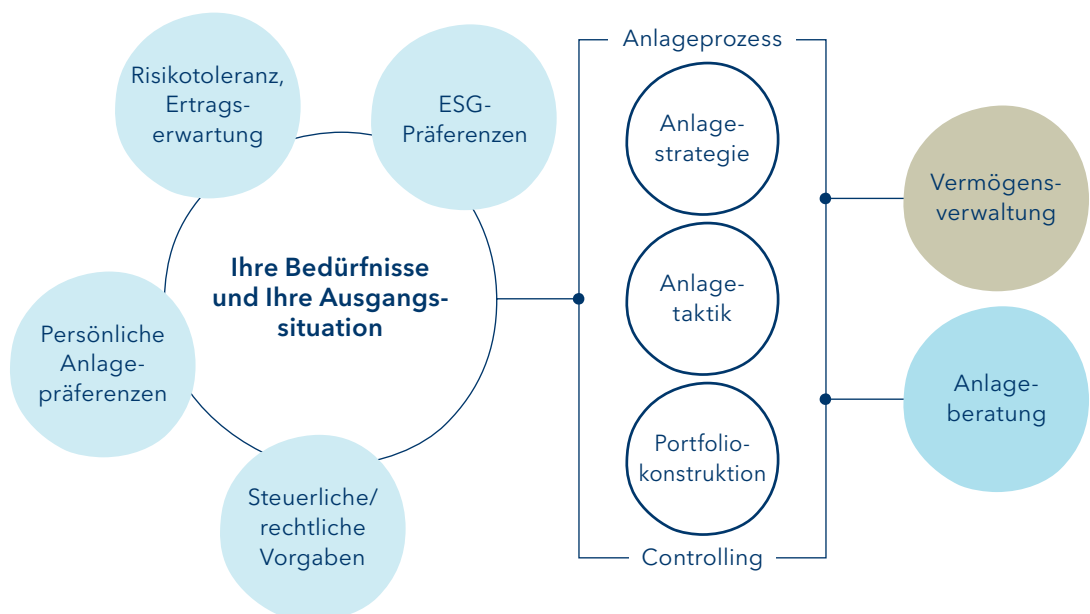 Risikotoleranz,
Ertrags-
erwartung
ESG-
Präferenzen
Ihre Bedürfnisse
und Ihre Ausgangs-
situation
Persönliche
Anlage-
präferenzen
Steuerliche/
rechtliche
Vorgaben
Anlageprozess
Anlage-
strategie
Anlage-
taktik
Portfolio-
konstruktion
Controlling
Vermögens-
verwaltung
Anlage-
beratung